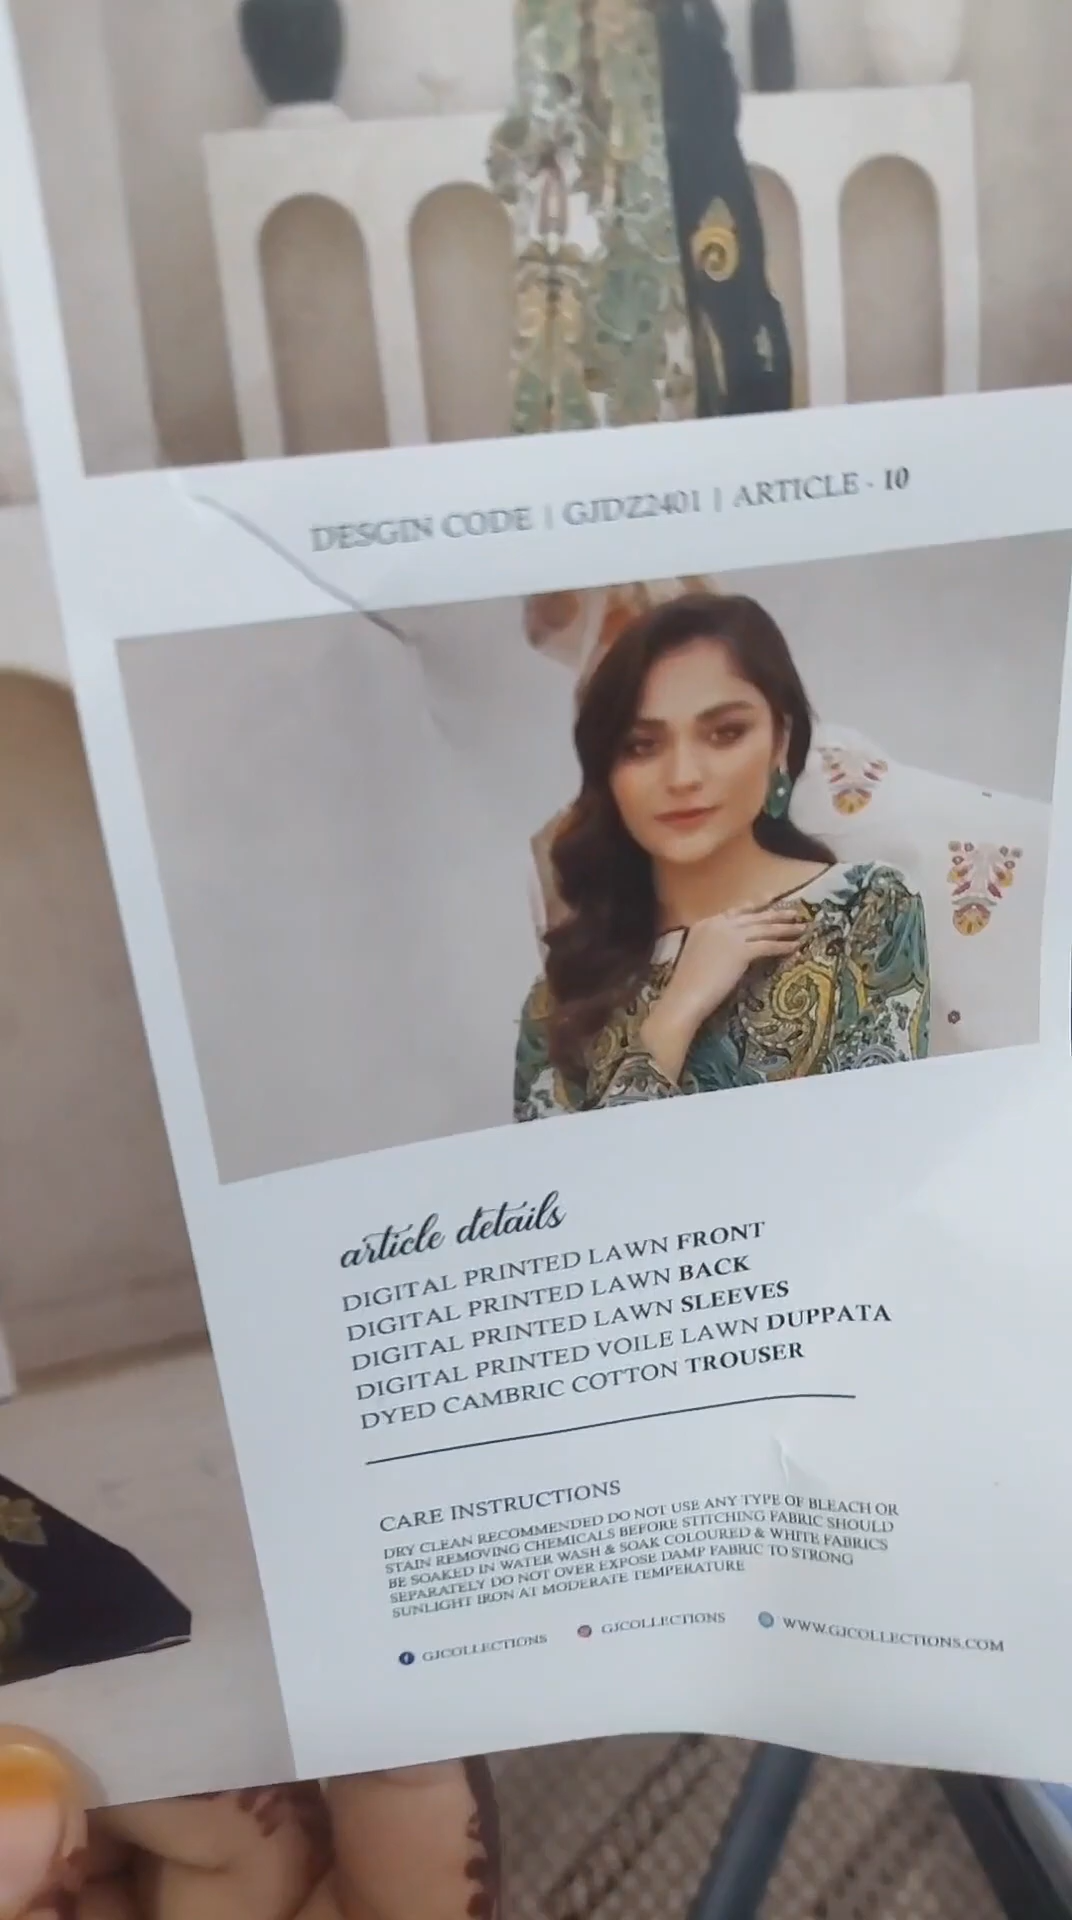 DESGIN CODE | GJDZ2401 | ARTICLE - 10
article details
DIGITAL PRINTED LAWN FRONT
DIGITAL PRINTED LAWN BACK
DIGITAL PRINTED LAWN SLEEVES
DIGITAL PRINTED VOILE LAWN DUPPATA
DYED CAMBRIC COTTON TROUSER
CARE INSTRUCTIONS
DRY CLEAN RECOMMENDED DO NOT USE ANY TYPE OF BLEACH OR
STAIN REMOVING CHEMICALS BEFORE STITCHING FABRIC SHOULD
BE SOAKED IN WATER WASH & SOAK COLOURED & WHITE FABRICS
SEPARATELY DO NOT OVER EXPOSE DAMP FABRIC TO STRONG
SUNLIGHT IRON AT MODERATE TEMPERATURE
GJCOLLECTIONS GJCOLLECTIONS WWW.GJCOLLECTIONS.COM